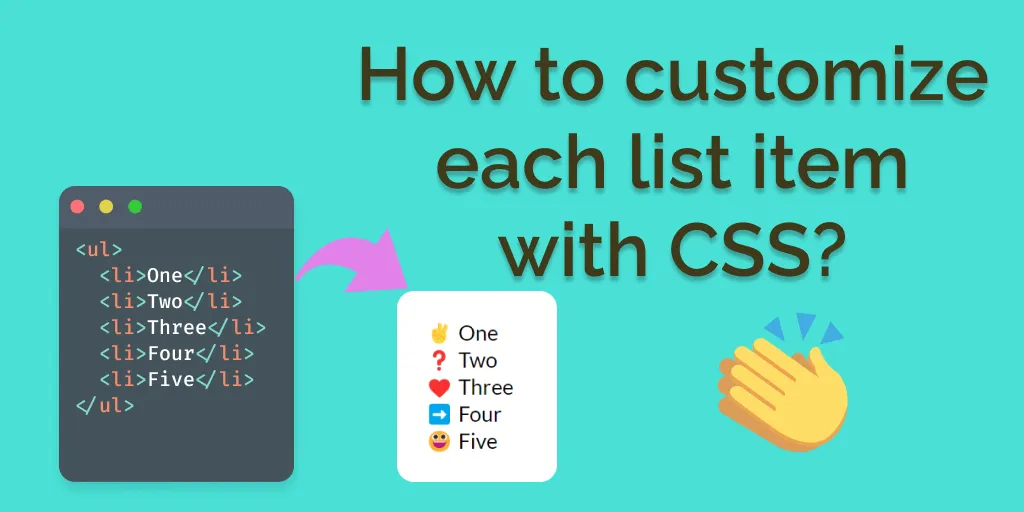 How to customize
each list item
with CSS?
<ul>
<li>One</li>
<li>Two</li>
<li>Three</li>
<li>Four</li>
<li>Five</li>
</ul>
✌️ One
❓ Two
❤️ Three
➡️ Four
😀 Five